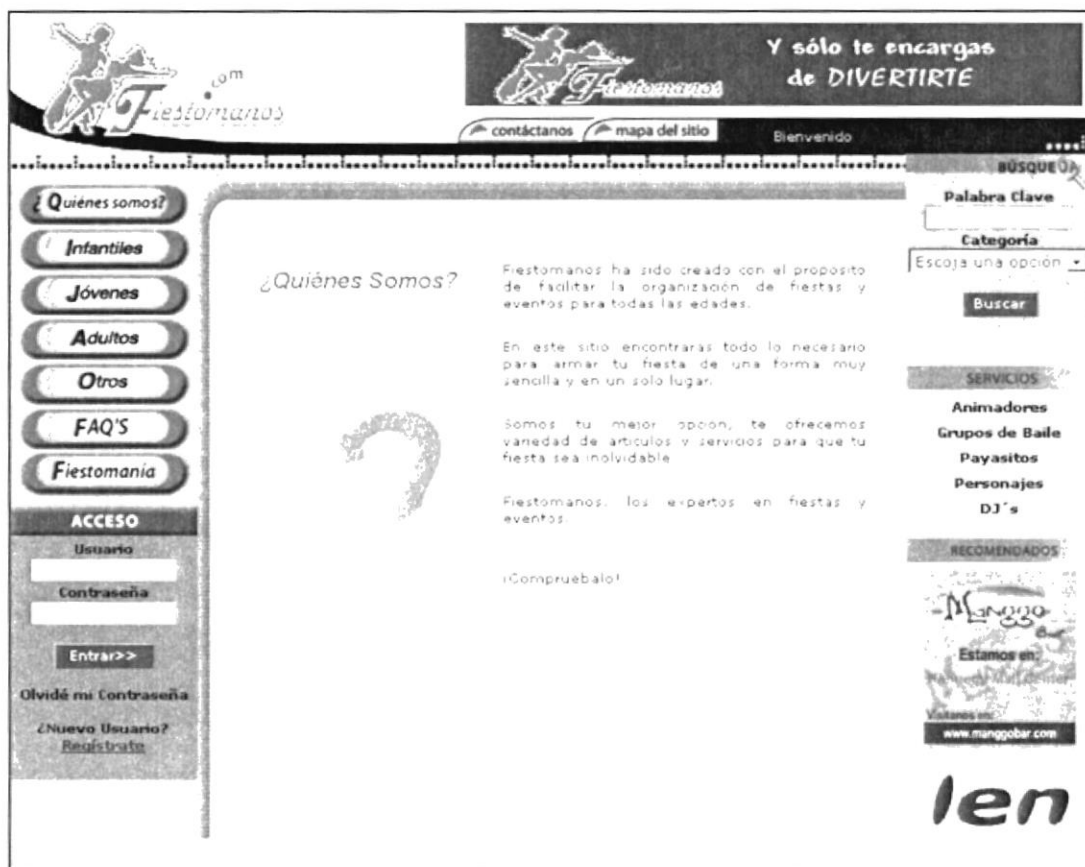 Fiestomanos
.com
Fiestomanos
Y sólo te encargas
de DIVERTIRTE
contáctanos
mapa del sitio
Bienvenido
¿Quiénes somos?
Infantiles
Jóvenes
Adultos
Otros
FAQ'S
Fiestomanía
ACCESO
Usuario
Contraseña
Entrar>>
Olvidé mi Contraseña
¿Nuevo Usuario?
Regístrate
¿Quiénes Somos?
Fiestomanos ha sido creado con el proposito
de facilitar la organización de fiestas y
eventos para todas las edades.
En este sitio encontraras todo lo necesario
para armar tu fiesta de una forma muy
sencilla y en un solo lugar.
Somos tu mejor opción, te ofrecemos
variedad de articulos y servicios para que tu
fiesta sea inolvidable
Fiestomanos, los expertos en fiestas y
eventos
¡Compruébalo!
BÚSQUEDA
Palabra Clave
Categoría
Escoja una opción
Buscar
SERVICIOS
Animadores
Grupos de Baile
Payasitos
Personajes
DJ´s
RECOMENDADOS
Manggo
Bar
Estamos en:
Visítanos en:
www.manggobar.com
len